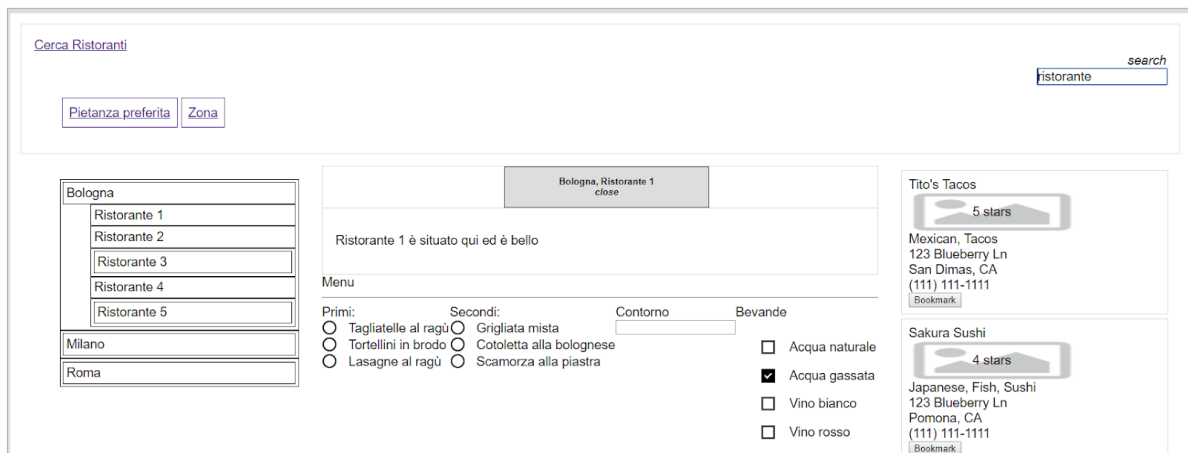 Cerca Ristoranti
search
ristorante
Pietanza preferita
Zona
Bologna
Ristorante 1
Ristorante 2
Ristorante 3
Ristorante 4
Ristorante 5
Milano
Roma
Bologna, Ristorante 1
close
Ristorante 1 è situato qui ed è bello
Menu
Primi:
Tagliatelle al ragù
Tortellini in brodo
Lasagne al ragù
Secondi:
Grigliata mista
Cotoletta alla bolognese
Scamorza alla piastra
Contorno
Bevande
Acqua naturale
Acqua gassata
Vino bianco
Vino rosso
Tito's Tacos
5 stars
Mexican, Tacos
123 Blueberry Ln
San Dimas, CA
(111) 111-1111
Bookmark
Sakura Sushi
4 stars
Japanese, Fish, Sushi
123 Blueberry Ln
Pomona, CA
(111) 111-1111
Bookmark